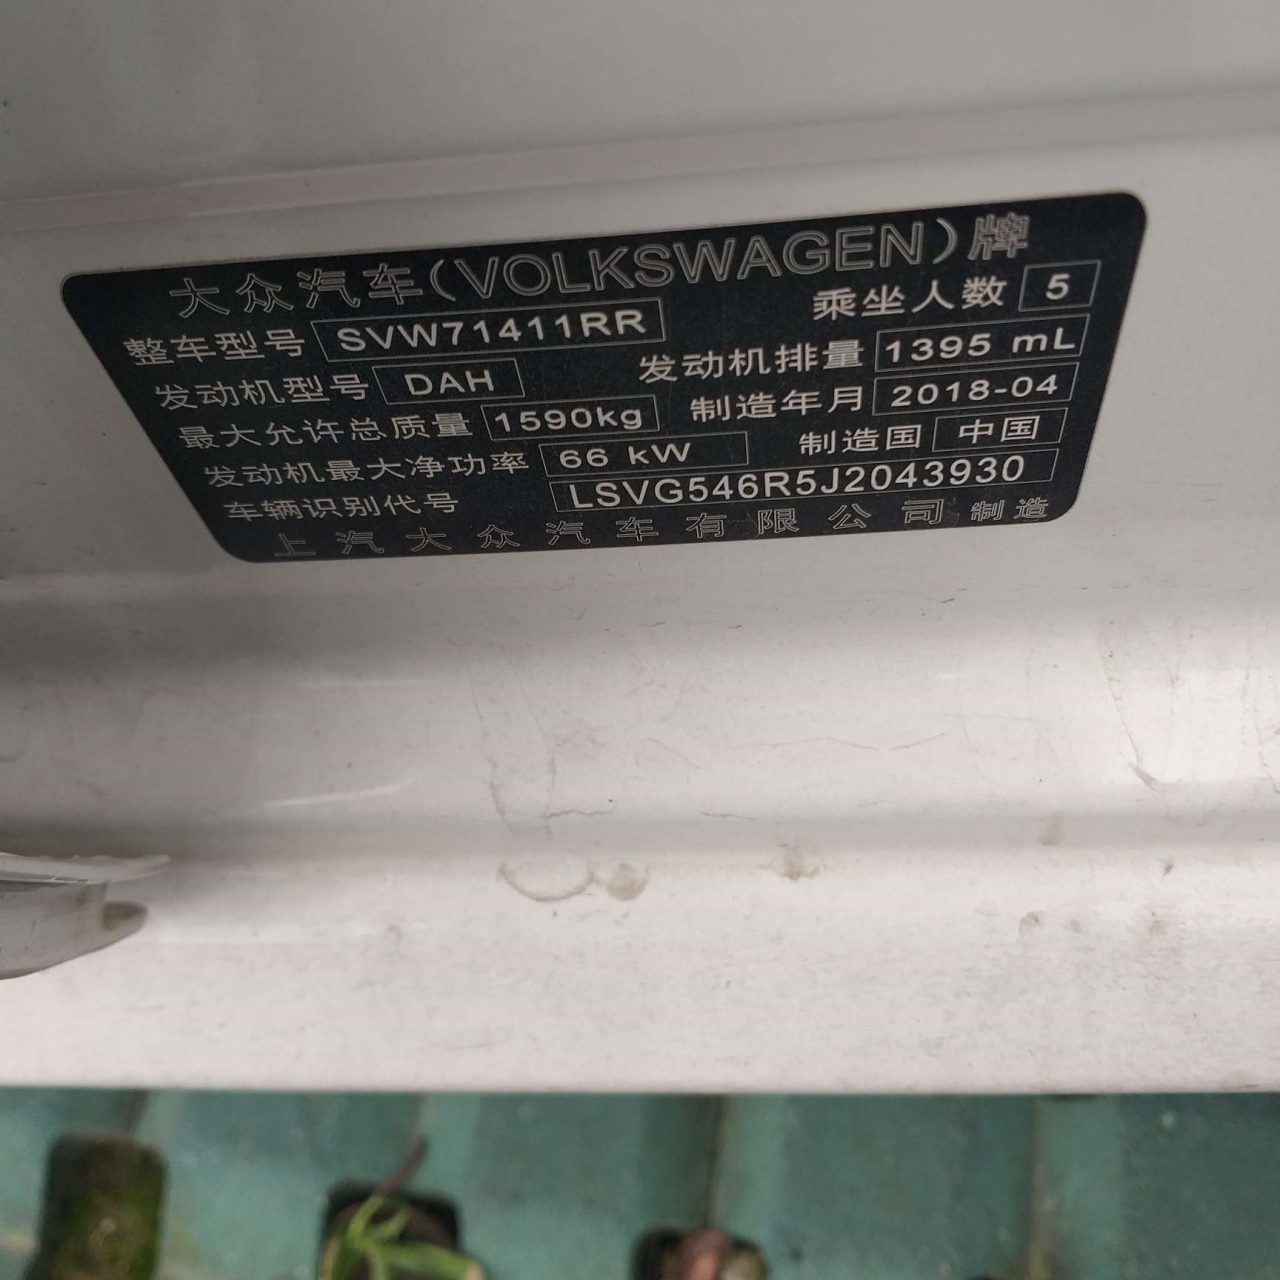 大众汽车(VOLKSWAGEN)牌
整车型号 SVW71411RR 乘坐人数 5
发动机型号 DAH 发动机排量 1395 mL
最大允许总质量 1590kg 制造年月 2018-04
发动机最大净功率 66 kW 制造国 中国
车辆识别代号 LSVG546R5J2043930
上汽大众汽车有限公司 制造